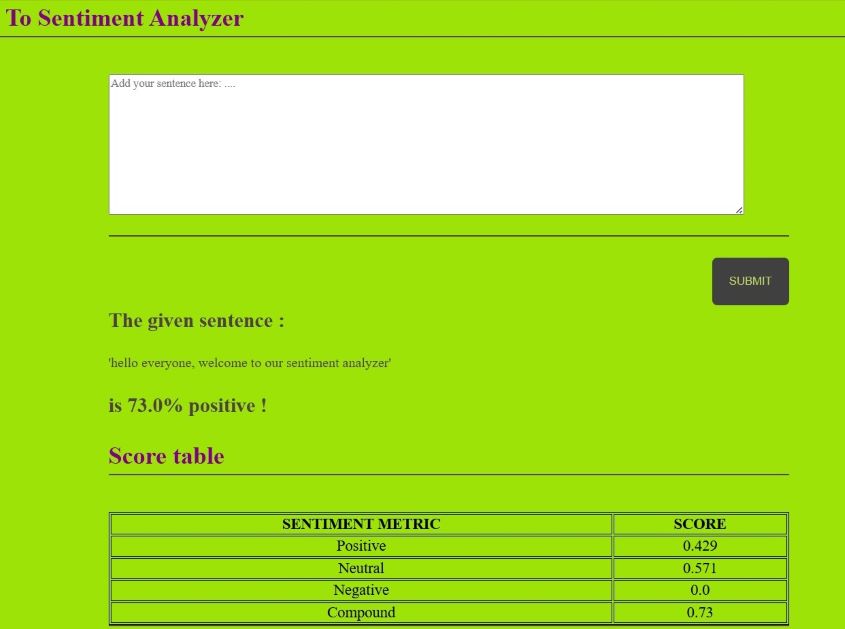 To Sentiment Analyzer
Add your sentence here: ....
SUBMIT
The given sentence :
'hello everyone, welcome to our sentiment analyzer'
is 73.0% positive !
Score table
SENTIMENT METRIC SCORE
Positive 0.429
Neutral 0.571
Negative 0.0
Compound 0.73